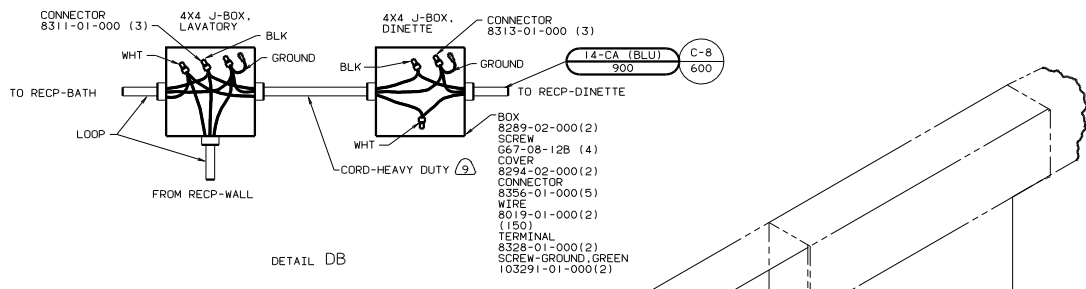 CONNECTOR
8311-01-000 (3)
4X4 J-BOX,
LAVATORY
BLK
WHT
GROUND
TO RECP-BATH
LOOP
FROM RECP-WALL
4X4 J-BOX,
DINETTE
CONNECTOR
8313-01-000 (3)
BLK
GROUND
14-CA (BLU)
900
C-8
600
TO RECP-DINETTE
WHT
CORD-HEAVY DUTY 9
BOX
8289-02-000(2)
SCREW
G67-08-12B (4)
COVER
8294-02-000(2)
CONNECTOR
8356-01-000(5)
WIRE
8019-01-000(2)
(150)
TERMINAL
8328-01-000(2)
SCREW-GROUND,GREEN
103291-01-000(2)
DETAIL DB